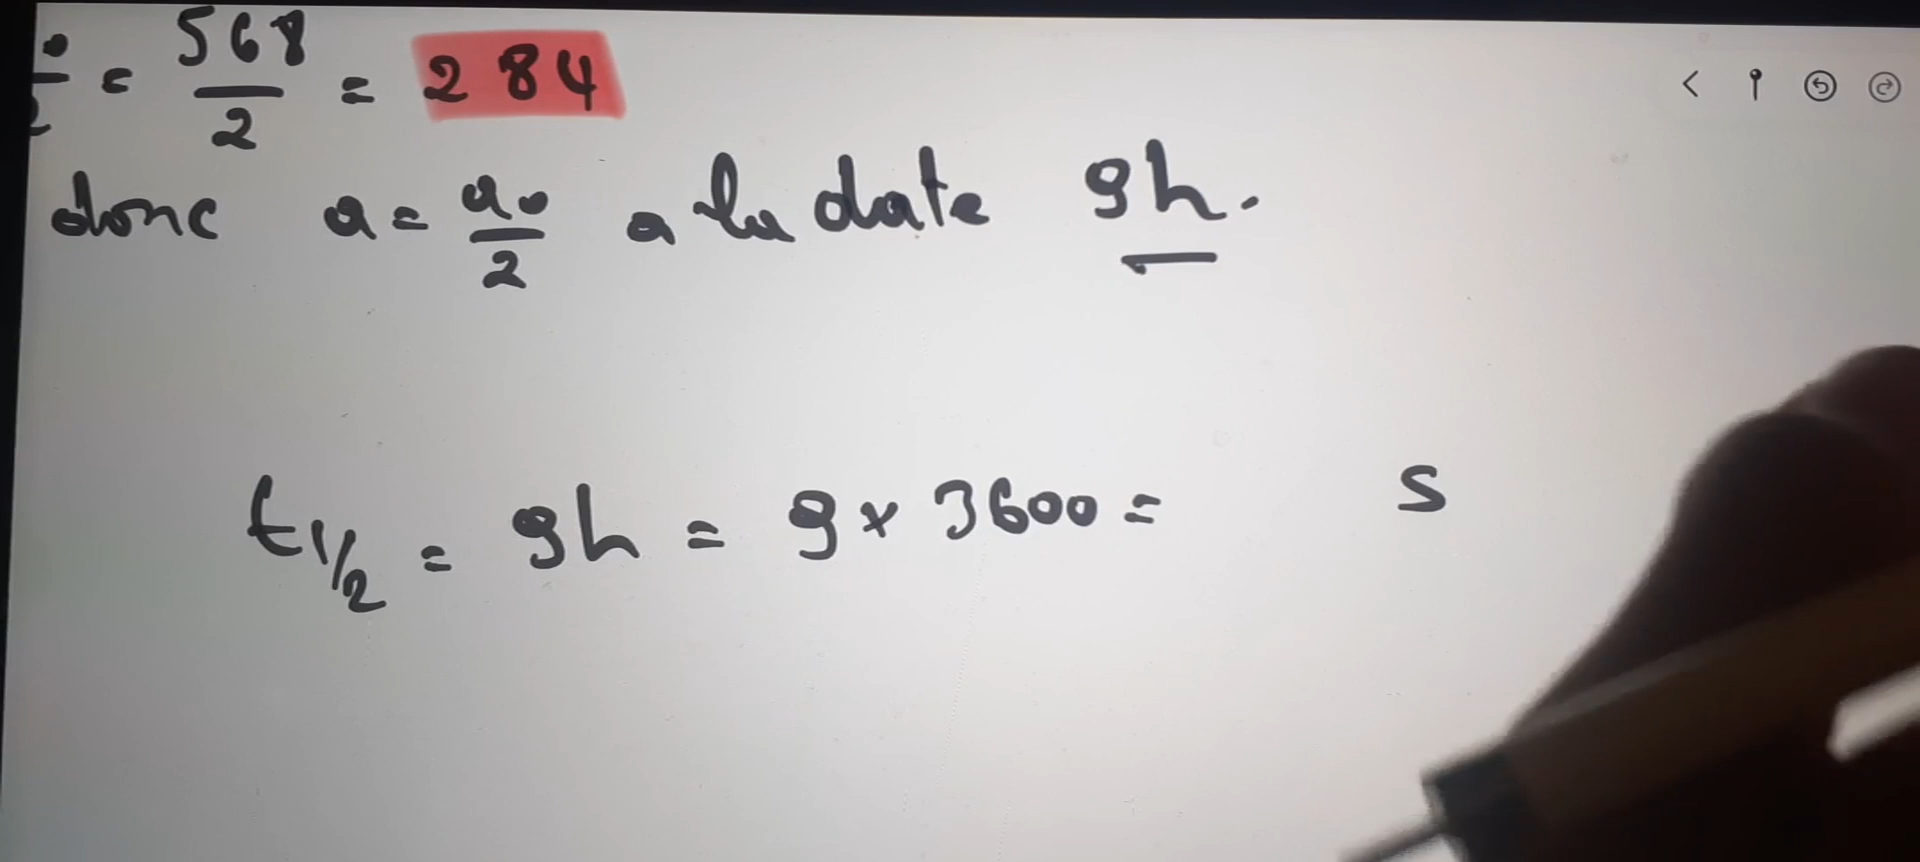 = 568/2 = 284
donc a = a0/2 a la date 9h.
t1/2 = 9h = 9 x 3600 = s